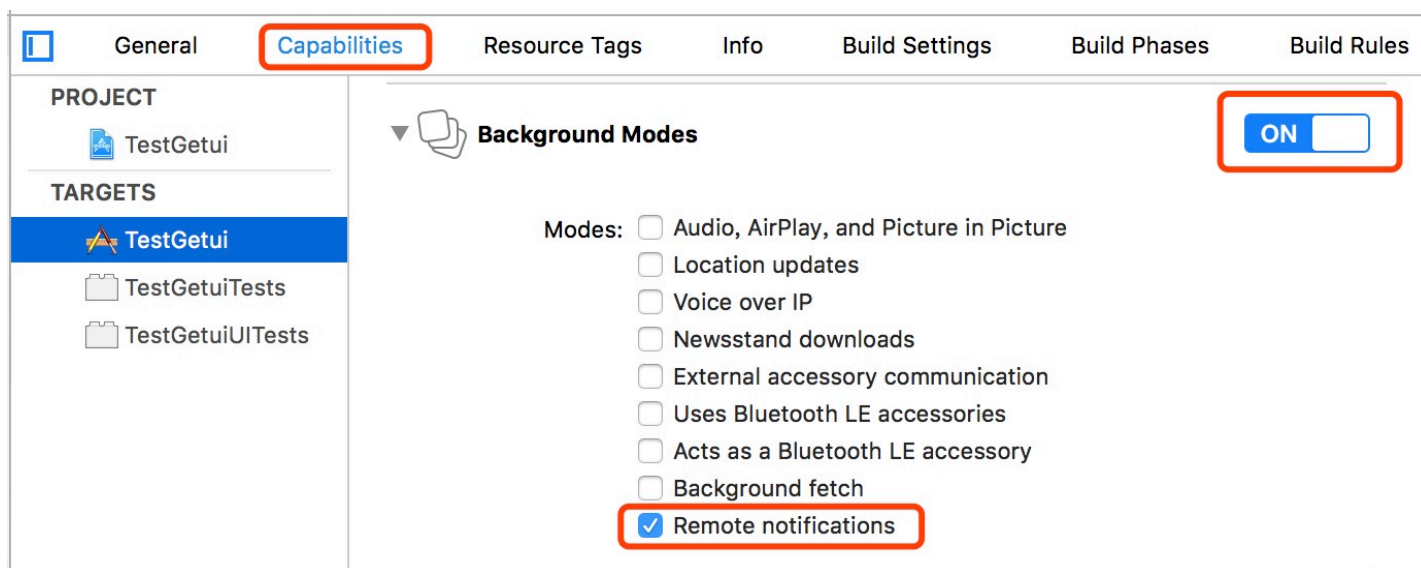 General Capabilities Resource Tags Info Build Settings Build Phases Build Rules
PROJECT
TestGetui
TARGETS
TestGetui
TestGetuiTests
TestGetuiUITests
Background Modes
ON
Modes: Audio, AirPlay, and Picture in Picture
Location updates
Voice over IP
Newsstand downloads
External accessory communication
Uses Bluetooth LE accessories
Acts as a Bluetooth LE accessory
Background fetch
Remote notifications